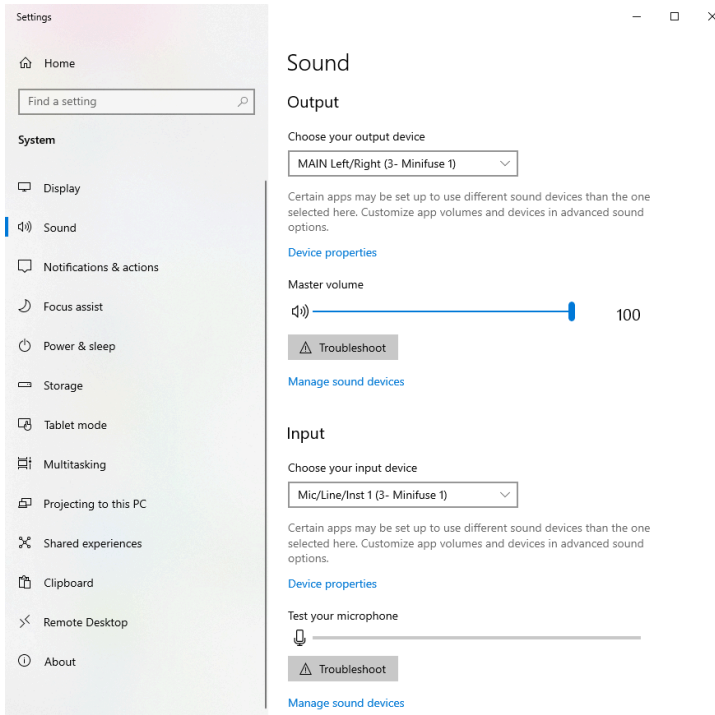 Settings
Home
Find a setting
System
Display
Sound
Notifications & actions
Focus assist
Power & sleep
Storage
Tablet mode
Multitasking
Projecting to this PC
Shared experiences
Clipboard
Remote Desktop
About
Sound
Output
Choose your output device
MAIN Left/Right (3- Minifuse 1)
Certain apps may be set up to use different sound devices than the one
selected here. Customize app volumes and devices in advanced sound
options.
Device properties
Master volume
100
Troubleshoot
Manage sound devices
Input
Choose your input device
Mic/Line/Inst 1 (3- Minifuse 1)
Certain apps may be set up to use different sound devices than the one
selected here. Customize app volumes and devices in advanced sound
options.
Device properties
Test your microphone
Troubleshoot
Manage sound devices